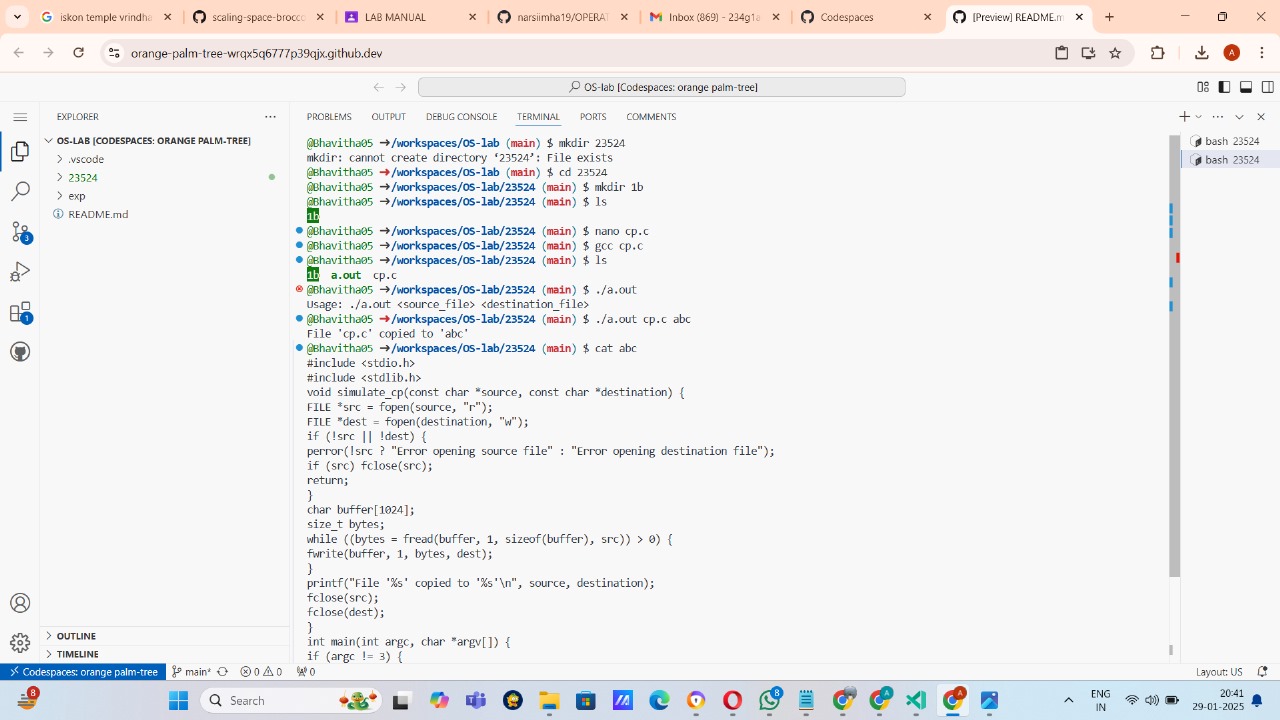 iskon temple vrindha
scaling-space-brocco
LAB MANUAL
narsiimha19/OPERAT
Inbox (869) - 234g1a
Codespaces
[Preview] README.m
orange-palm-tree-wrqx5q6777p39qjx.github.dev
A
OS-lab [Codespaces: orange palm-tree]
EXPLORER
PROBLEMS OUTPUT DEBUG CONSOLE TERMINAL PORTS COMMENTS
OS-LAB [CODESPACES: ORANGE PALM-TREE]
.vscode
23524
exp
README.md
3
1
OUTLINE
TIMELINE
@Bhavitha05 ➜/workspaces/OS-lab (main) $ mkdir 23524
mkdir: cannot create directory ‘23524’: File exists
@Bhavitha05 ➜/workspaces/OS-lab (main) $ cd 23524
@Bhavitha05 ➜/workspaces/OS-lab/23524 (main) $ mkdir 1b
@Bhavitha05 ➜/workspaces/OS-lab/23524 (main) $ ls
1b
@Bhavitha05 ➜/workspaces/OS-lab/23524 (main) $ nano cp.c
@Bhavitha05 ➜/workspaces/OS-lab/23524 (main) $ gcc cp.c
@Bhavitha05 ➜/workspaces/OS-lab/23524 (main) $ ls
1b a.out cp.c
@Bhavitha05 ➜/workspaces/OS-lab/23524 (main) $ ./a.out
Usage: ./a.out <source_file> <destination_file>
@Bhavitha05 ➜/workspaces/OS-lab/23524 (main) $ ./a.out cp.c abc
File 'cp.c' copied to 'abc'
@Bhavitha05 ➜/workspaces/OS-lab/23524 (main) $ cat abc
#include <stdio.h>
#include <stdlib.h>
void simulate_cp(const char *source, const char *destination) {
FILE *src = fopen(source, "r");
FILE *dest = fopen(destination, "w");
if (!src || !dest) {
perror(!src ? "Error opening source file" : "Error opening destination file");
if (src) fclose(src);
return;
}
char buffer[1024];
size_t bytes;
while ((bytes = fread(buffer, 1, sizeof(buffer), src)) > 0) {
fwrite(buffer, 1, bytes, dest);
}
printf("File '%s' copied to '%s'\n", source, destination);
fclose(src);
fclose(dest);
}
int main(int argc, char *argv[]) {
if (argc != 3) {
bash 23524
bash 23524
Codespaces: orange palm-tree main* 0 0 0 Layout: US
8
Search
8
A
A
ENG
IN
20:41
29-01-2025